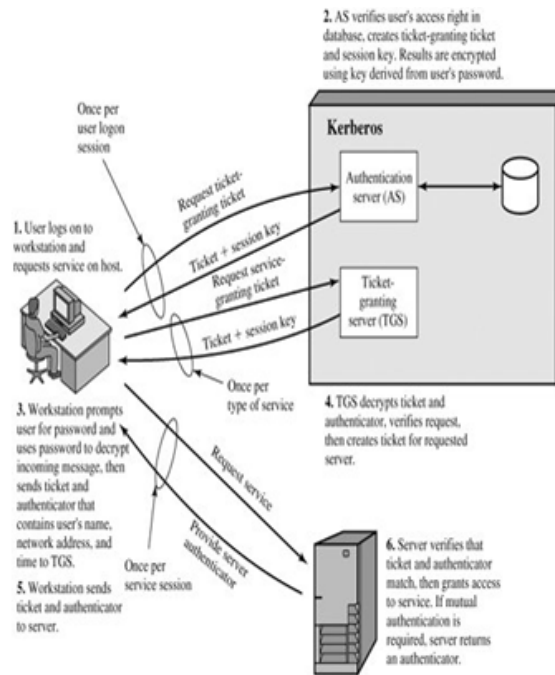 2. AS verifies user's access right in
database, creates ticket-granting ticket
and session key. Results are encrypted
using key derived from user's password.
Once per
user logon
session
Kerberos
Request ticket-
granting ticket
Authentication
server (AS)
1. User logs on to
workstation and
requests service on host.
Ticket + session key
Request service-
granting ticket
Ticket-
granting
server (TGS)
Ticket + session key
Once per
type of service
4. TGS decrypts ticket and
authenticator, verifies request,
then creates ticket for requested
server.
3. Workstation prompts
user for password and
uses password to decrypt
incoming message, then
sends ticket and
authenticator that
contains user's name,
network address, and
time to TGS.
Request service
Provide server
authenticator
Once per
service session
5. Workstation sends
ticket and authenticator
to server.
6. Server verifies that
ticket and authenticator
match, then grants access
to service. If mutual
authentication is
required, server returns
an authenticator.